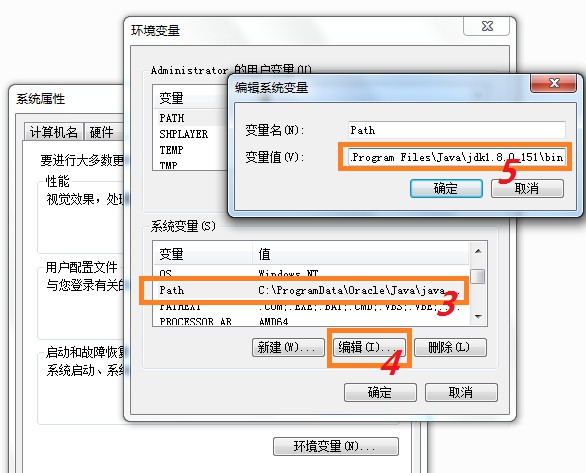 环境变量
Administrator 的用户变量(U)
变量
值
PATH
SHPLAYER
TEMP
TMP
系统属性
计算机名
硬件
要进行大多数更
性能
视觉效果，处理
用户配置文件
与您登录有关的
启动和故障恢复
系统启动、系统
环境变量(N)...
编辑系统变量
变量名(N):
Path
变量值(V):
Program Files\Java\jdk1.8.0_151\bin
5
确定
取消
系统变量(S)
变量
值
OS
Windows_NT
Path
C:\ProgramData\Oracle\Java\java...
3
PATHEXT
.COM;.EXE;.BAT;.CMD;.VBS;.VBE;...
PROCESSOR_AR
AMD64
新建(W)...
编辑(I)...
4
删除(L)
确定
取消